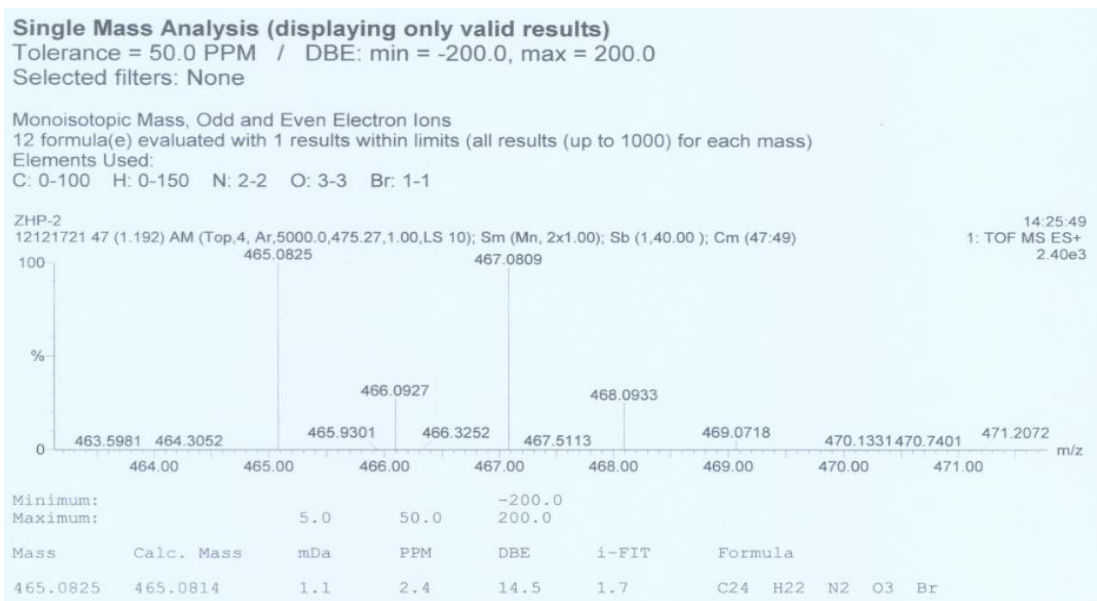 Single Mass Analysis (displaying only valid results)
Tolerance = 50.0 PPM / DBE: min = -200.0, max = 200.0
Selected filters: None
Monoisotopic Mass, Odd and Even Electron Ions
12 formula(e) evaluated with 1 results within limits (all results (up to 1000) for each mass)
Elements Used:
C: 0-100 H: 0-150 N: 2-2 O: 3-3 Br: 1-1
ZHP-2 14:25:49
12121721 47 (1.192) AM (Top,4, Ar,5000.0,475.27,1.00,LS 10); Sm (Mn, 2x1.00); Sb (1,40.00 ); Cm (47:49) 1: TOF MS ES+
2.40e3
100 465.0825 467.0809
%
466.0927 468.0933
0 463.5981 464.3052 465.9301 466.3252 467.5113 469.0718 470.1331 470.7401 471.2072
m/z
464.00 465.00 466.00 467.00 468.00 469.00 470.00 471.00
Minimum: -200.0
Maximum: 5.0 50.0 200.0
Mass Calc. Mass mDa PPM DBE i-FIT Formula
465.0825 465.0814 1.1 2.4 14.5 1.7 C24 H22 N2 O3 Br